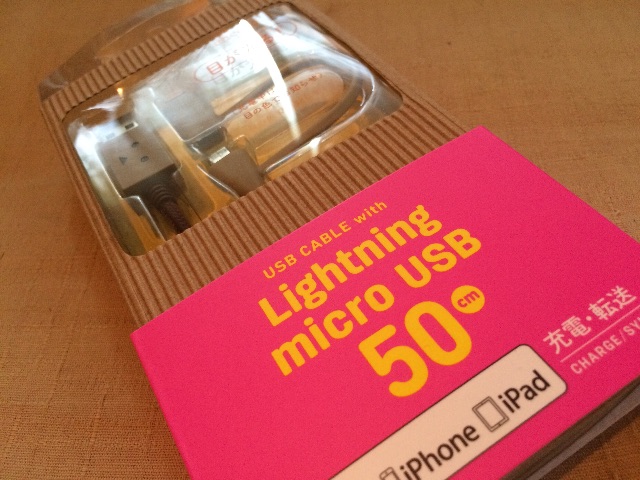 USB CABLE with
Lightning
micro USB
50cm
充電・転送
CHARGE/SY
iPhone iPad